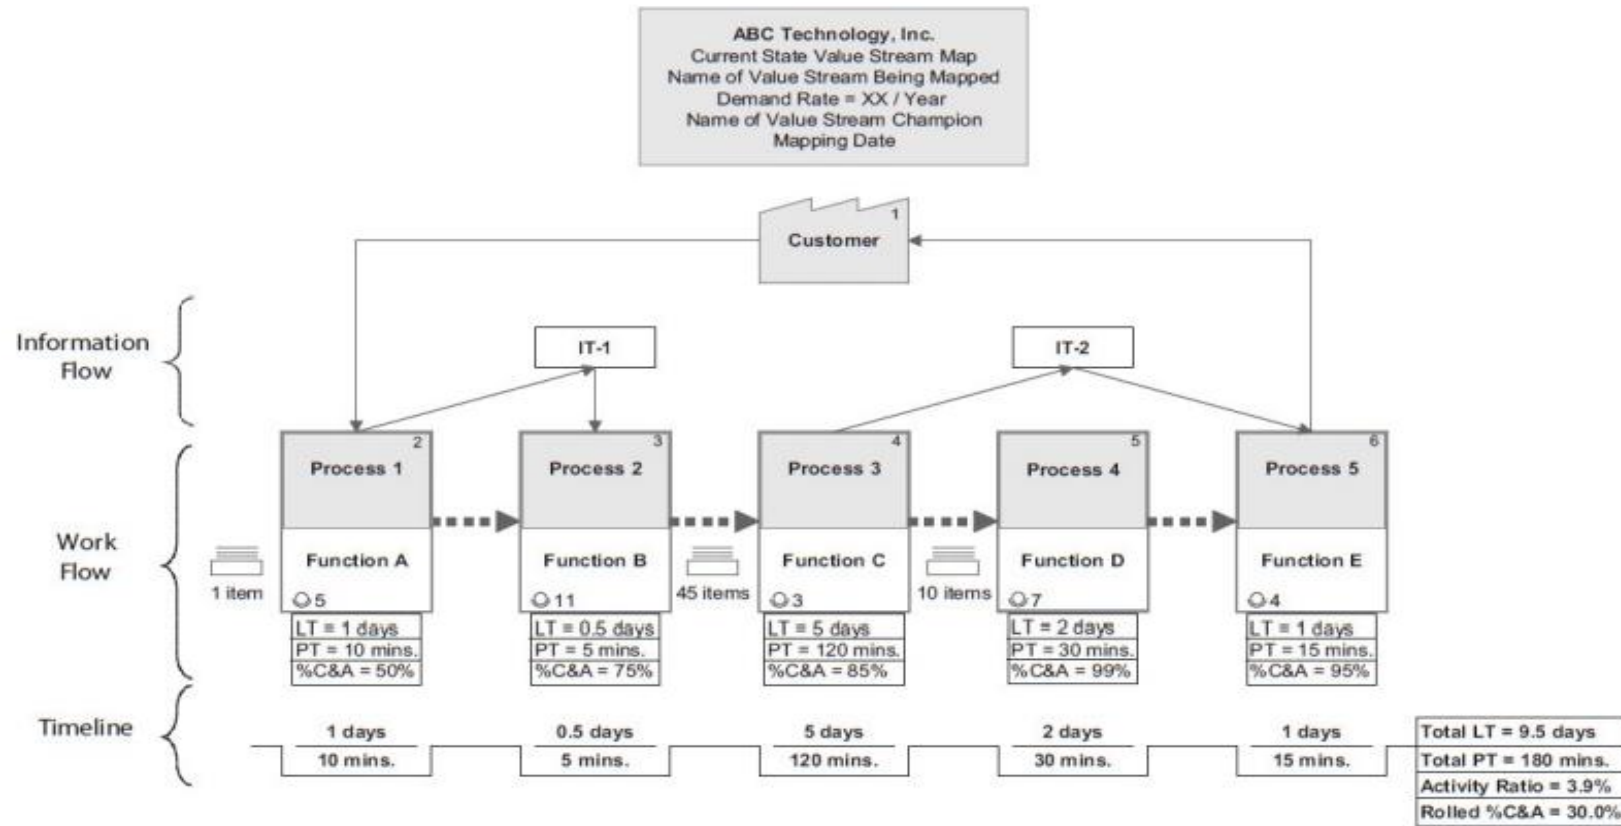 ABC Technology, Inc.
Current State Value Stream Map
Name of Value Stream Being Mapped
Demand Rate = XX / Year
Name of Value Stream Champion
Mapping Date
1
Customer
Information
Flow
IT-1
IT-2
2
Process 1
3
Process 2
4
Process 3
5
Process 4
6
Process 5
Work
Flow
1 item
Function A
5
Function B
11
45 items
Function C
3
10 items
Function D
7
Function E
4
LT = 1 days
PT = 10 mins.
%C&A = 50%
LT = 0.5 days
PT = 5 mins.
%C&A = 75%
LT = 5 days
PT = 120 mins.
%C&A = 85%
LT = 2 days
PT = 30 mins.
%C&A = 99%
LT = 1 days
PT = 15 mins.
%C&A = 95%
Timeline
1 days
10 mins.
0.5 days
5 mins.
5 days
120 mins.
2 days
30 mins.
1 days
15 mins.
Total LT = 9.5 days
Total PT = 180 mins.
Activity Ratio = 3.9%
Rolled %C&A = 30.0%